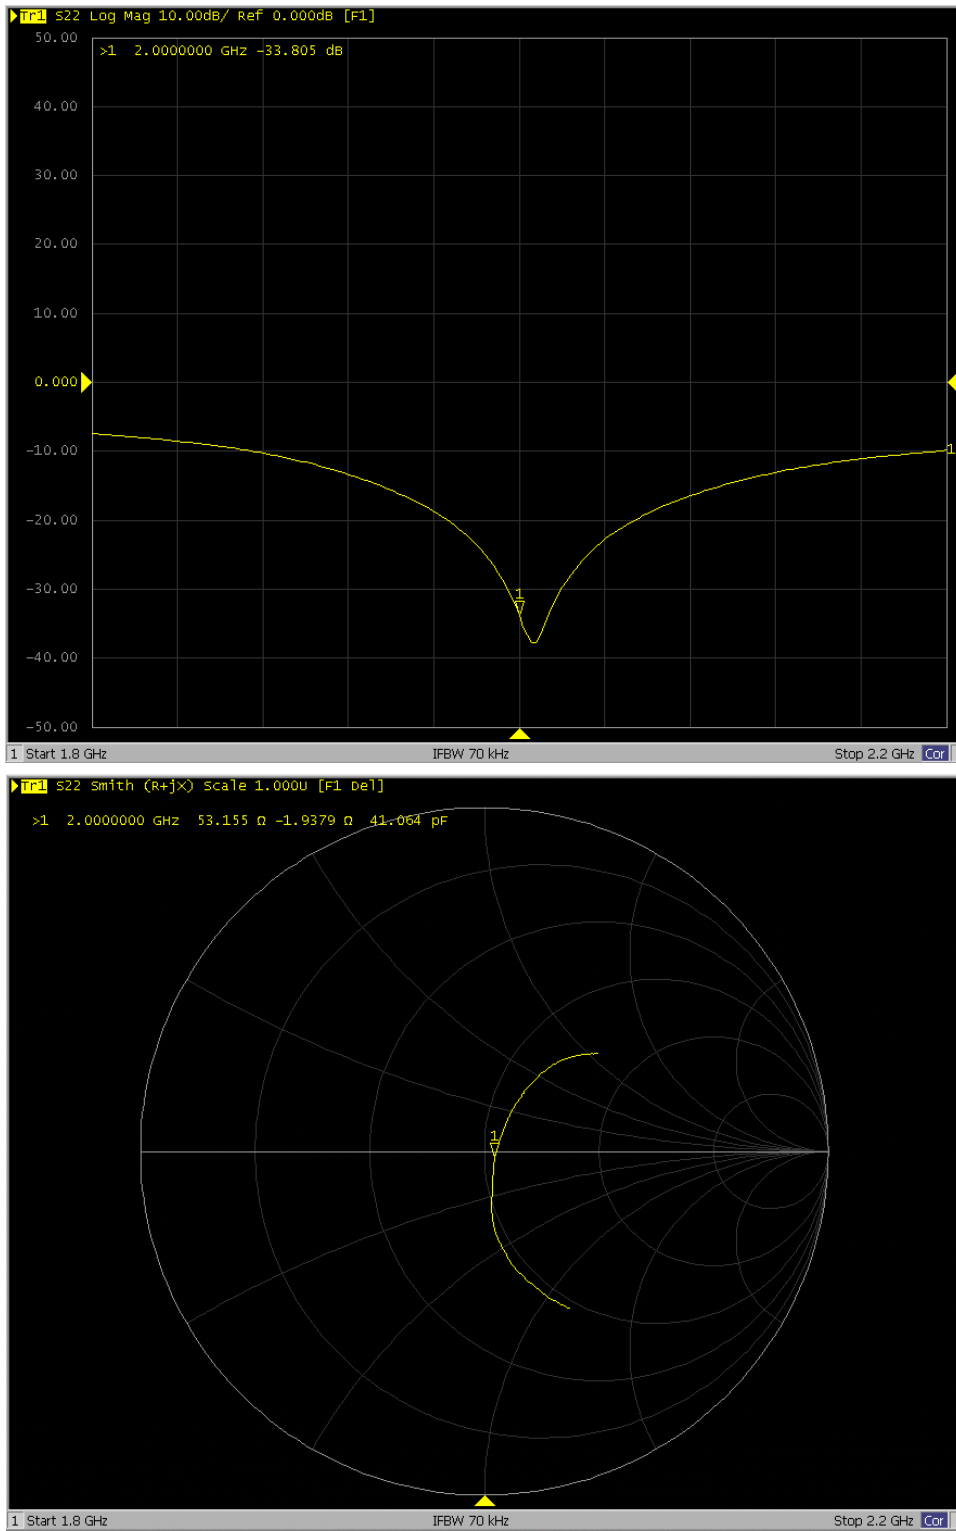 Tr1 S22 Log Mag 10.00dB/ Ref 0.000dB [F1]
50.00
>1 2.0000000 GHz -33.805 dB
40.00
30.00
20.00
10.00
0.000
-10.00
1
-20.00
-30.00
1
-40.00
-50.00
1 Start 1.8 GHz IFBW 70 kHz Stop 2.2 GHz Cor
Tr1 S22 Smith (R+jX) Scale 1.000U [F1 Del]
>1 2.0000000 GHz 53.155 Ω -1.9379 Ω 41.064 pF
1
1 Start 1.8 GHz IFBW 70 kHz Stop 2.2 GHz Cor